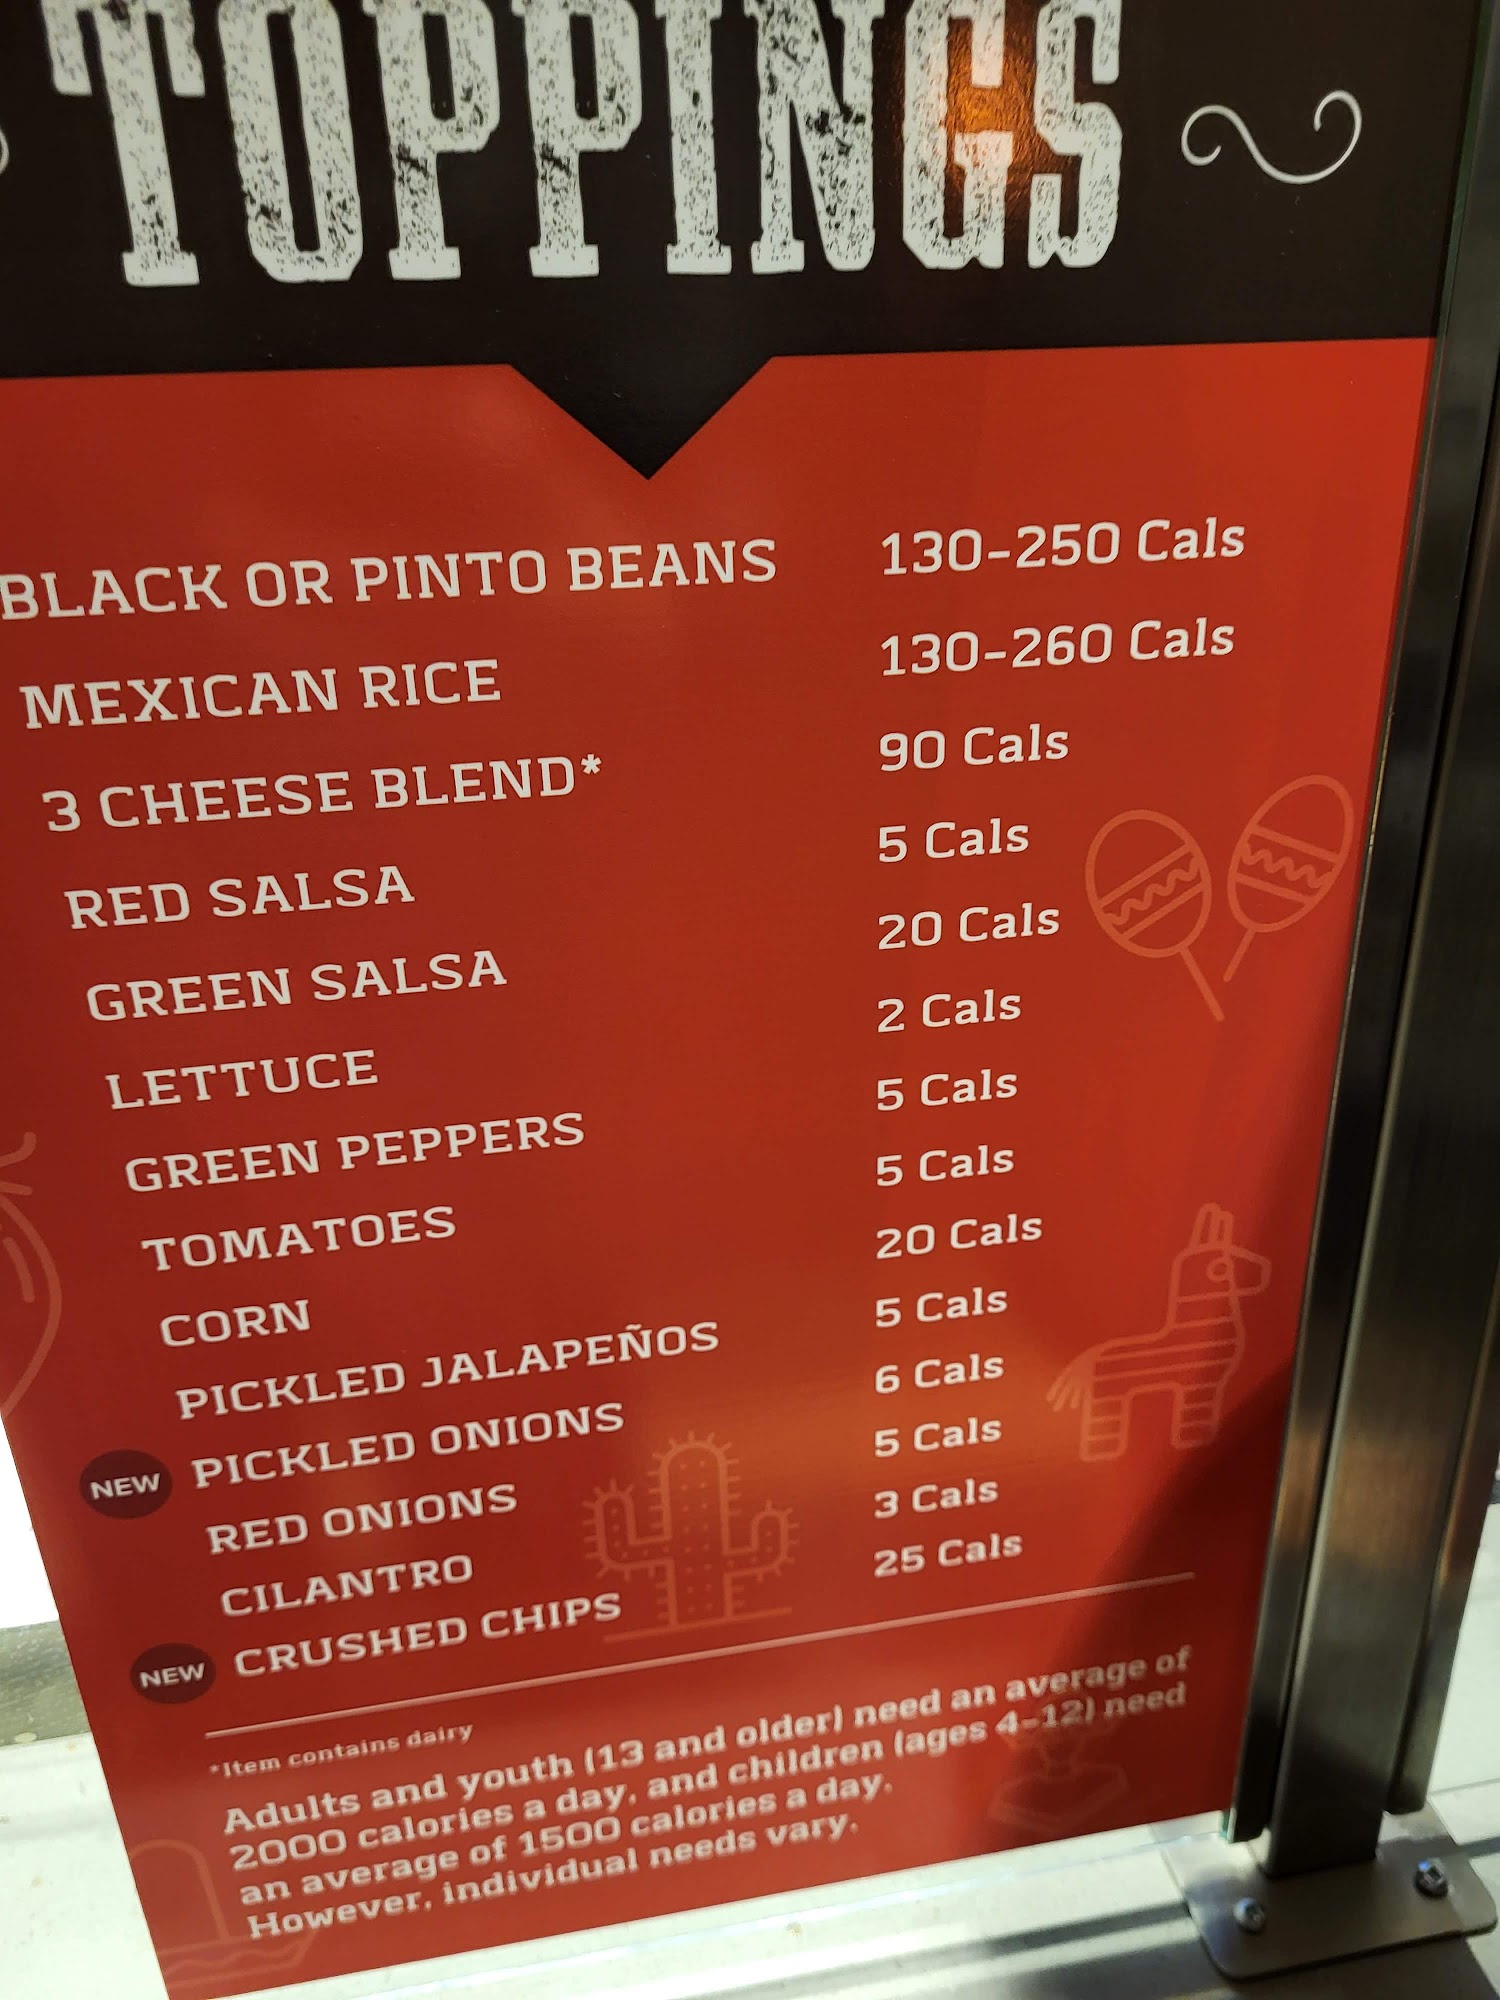 TOPPINGS
BLACK OR PINTO BEANS 130-250 Cals
MEXICAN RICE 130-260 Cals
3 CHEESE BLEND* 90 Cals
RED SALSA 5 Cals
GREEN SALSA 20 Cals
LETTUCE 2 Cals
GREEN PEPPERS 5 Cals
TOMATOES 5 Cals
CORN 20 Cals
PICKLED JALAPEÑOS 5 Cals
NEW PICKLED ONIONS 6 Cals
RED ONIONS 5 Cals
CILANTRO 3 Cals
NEW CRUSHED CHIPS 25 Cals
*Item contains dairy
Adults and youth (13 and older) need an average of
2000 calories a day, and children (ages 4-12) need
an average of 1500 calories a day.
However, individual needs vary.